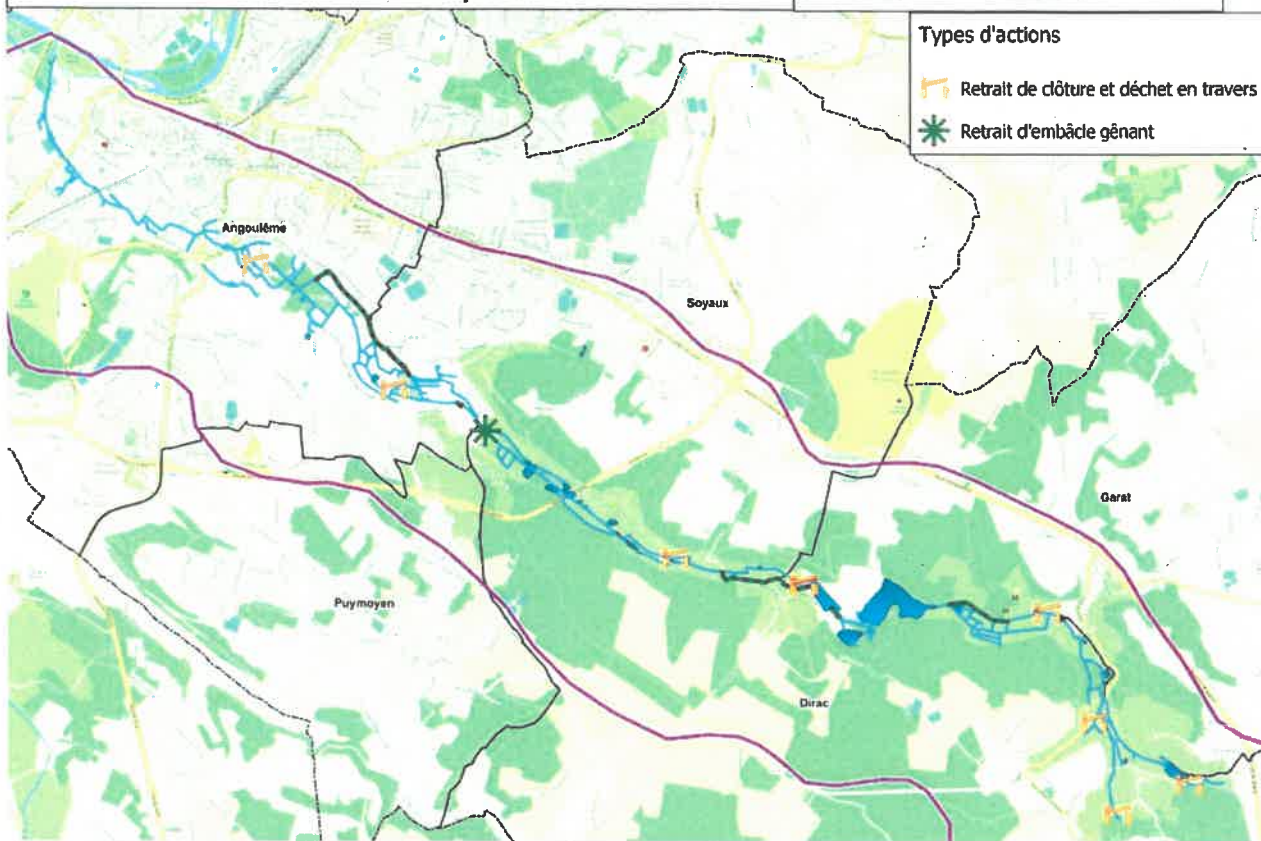 Types d'actions
Retrait de clôture et déchet en travers
Retrait d'embâcle gênant
Angoulême
Soyaux
Garat
Puymoyen
Dirac